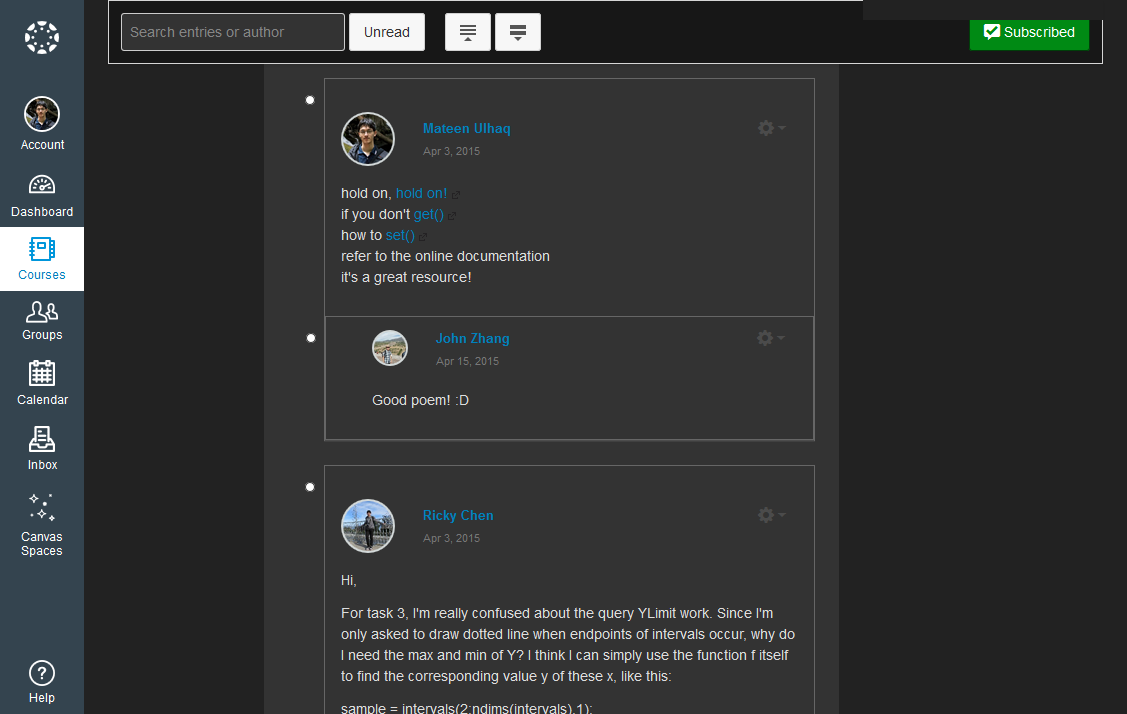 Search entries or author
Unread
Subscribed
Account
Dashboard
Courses
Groups
Calendar
Inbox
Canvas
Spaces
Help
Mateen Ulhaq
Apr 3, 2015
hold on, hold on!
if you don't get()
how to set()
refer to the online documentation
it's a great resource!
John Zhang
Apr 15, 2015
Good poem! :D
Ricky Chen
Apr 3, 2015
Hi,
For task 3, I'm really confused about the query YLimit work. Since I'm
only asked to draw dotted line when endpoints of intervals occur, why do
I need the max and min of Y? I think I can simply use the function f itself
to find the corresponding value y of these x, like this:
sample = intervals(2:ndims(intervals),1);